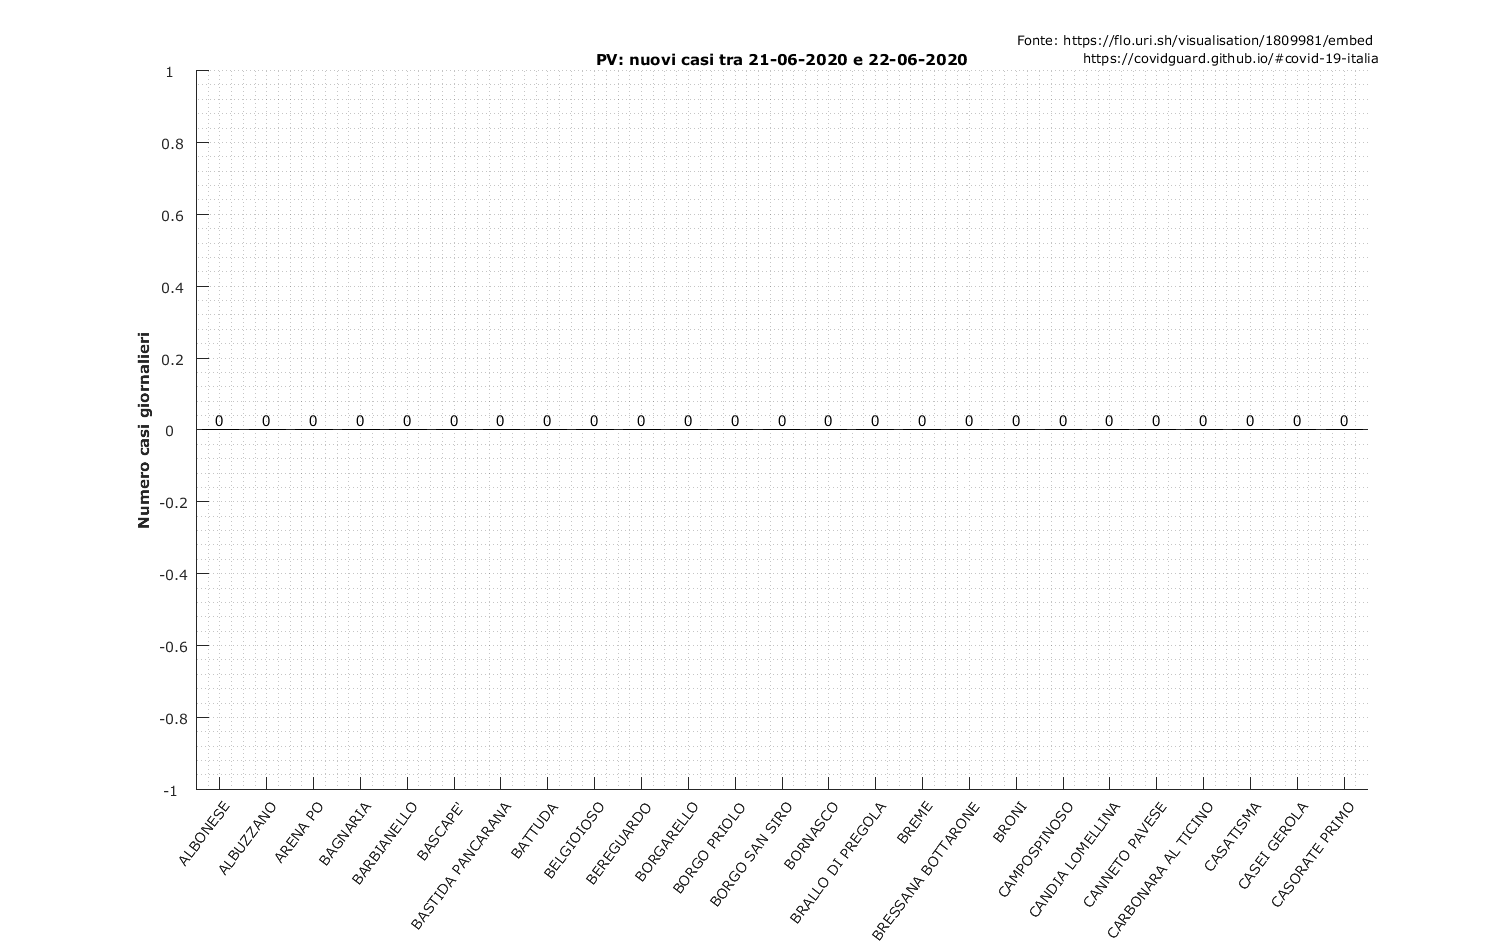 Fonte: https://flo.uri.sh/visualisation/1809981/embed
https://covidguard.github.io/#covid-19-italia
PV: nuovi casi tra 21-06-2020 e 22-06-2020
Numero casi giornalieri
1
0.8
0.6
0.4
0.2
0
-0.2
-0.4
-0.6
-0.8
-1
0 0 0 0 0 0 0 0 0 0 0 0 0 0 0 0 0 0 0 0 0 0 0 0 0
ALBONESE
ALBUZZANO
ARENA PO
BAGNARIA
BARBIANELLO
BASCAPE'
BASTIDA PANCARANA
BATTUDA
BELGIOIOSO
BEREGUARDO
BORGARELLO
BORGO PRIOLO
BORGO SAN SIRO
BORNASCO
BRALLO DI PREGOLA
BREME
BRESSANA BOTTARONE
BRONI
CAMPOSPINOSO
CANDIA LOMELLINA
CANNETO PAVESE
CARBONARA AL TICINO
CASATISMA
CASEI GEROLA
CASORATE PRIMO